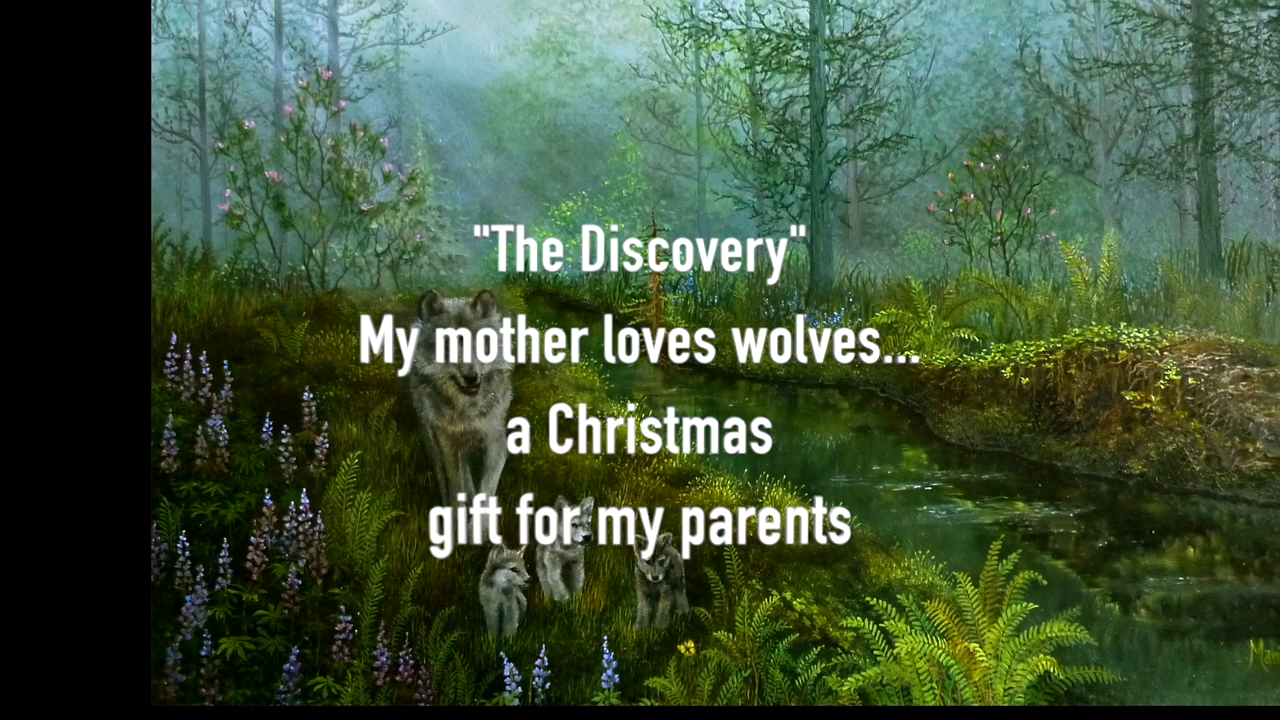 "The Discovery"
My mother loves wolves...
a Christmas
gift for my parents